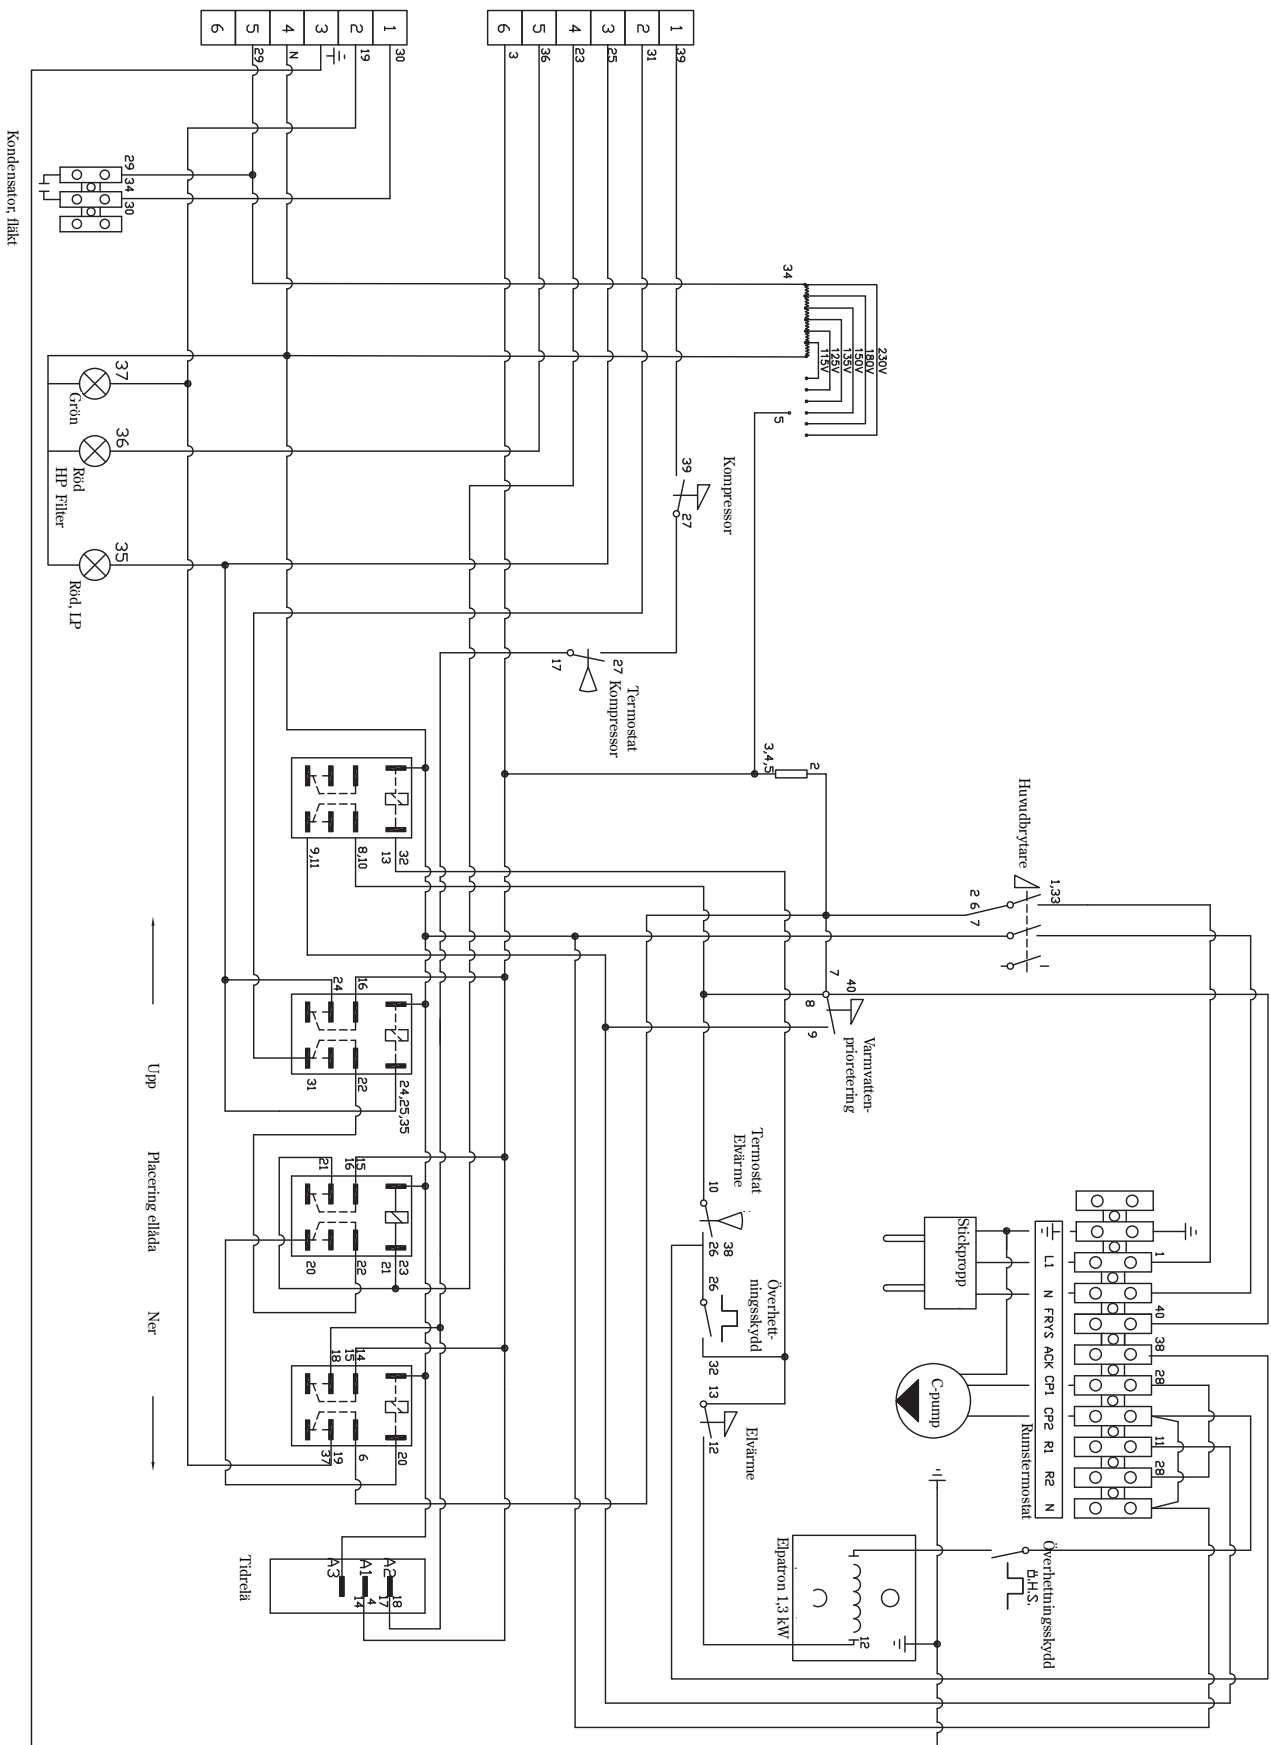 6 5 4 3 2 1
29 N 19 30
6 5 4 3 2 1
3 36 23 25 31 39
Kondensator, fläkt
29
34
30
34
230V
180V
150V
135V
125V
115V
5
37
Grön
36
Röd
HP Filter
35
Röd, LP
39
27
Kompressor
27
17
Termostat
Kompressor
3,4,5
2
Huvudbrytare
1,33
2 6 7
9,11
8,10
13
32
7
40
8
9
Varmvatten-
prioretering
24
16
31
22
24,25,35
Upp
Placering ellåda
Ner
21
16
15
20
22
21
23
10
26
38
Termostat
Elvärme
26
32
Överhett-
ningsskydd
13
12
Elvärme
18
15
14
37
19
6
20
Stickpropp
C-pump
L1 N FRYS ACK CP1 CP2 R1 R2 N
Rumstermostat
1
40
38
28
11
28
Överhettningsskydd
Ö.H.S.
Elpatron 1,3 kW
12
Tidrelä
A3
A1
A2
14
4
17
18